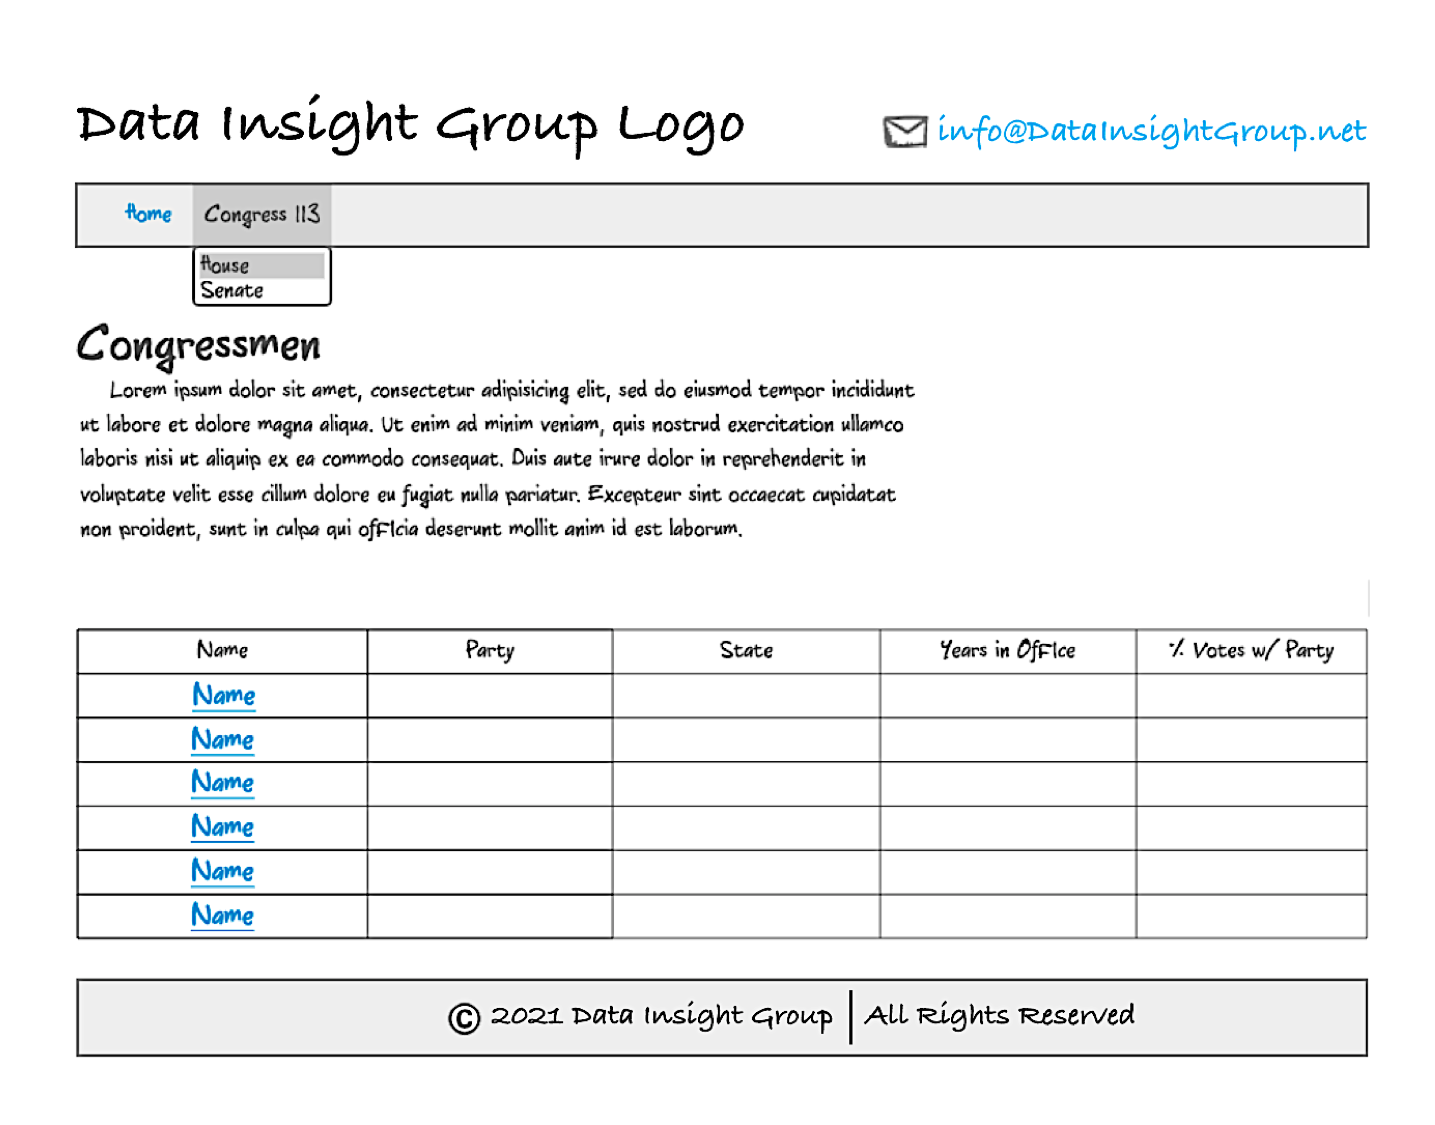 Data Insight Group Logo
info@DataInsightGroup.net
Home Congress 113
House
Senate
Congressmen
Lorem ipsum dolor sit amet, consectetur adipisicing elit, sed do eiusmod tempor incididunt
ut labore et dolore magna aliqua. Ut enim ad minim veniam, quis nostrud exercitation ullamco
laboris nisi ut aliquip ex ea commodo consequat. Duis aute irure dolor in reprehenderit in
voluptate velit esse cillum dolore eu fugiat nulla pariatur. Excepteur sint occaecat cupidatat
non proident, sunt in culpa qui officia deserunt mollit anim id est laborum.
Name Party State Years in Office % Votes w/ Party
Name
Name
Name
Name
Name
Name
© 2021 Data Insight Group | All Rights Reserved